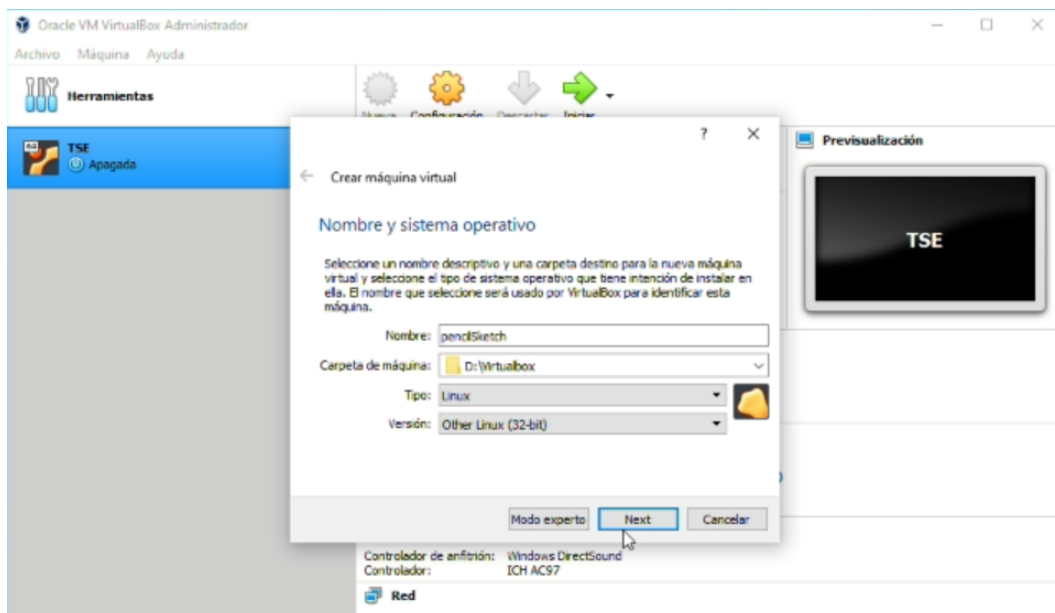 Oracle VM VirtualBox Administrador
Archivo Máquina Ayuda
Herramientas
Nueva Configuración Descartar Iniciar
64
TSE
Apagada
Previsualización
TSE
?
Crear máquina virtual
Nombre y sistema operativo
Seleccione un nombre descriptivo y una carpeta destino para la nueva máquina
virtual y seleccione el tipo de sistema operativo que tiene intención de instalar en
ella. El nombre que seleccione será usado por VirtualBox para identificar esta
máquina.
Nombre: pencilSketch
Carpeta de máquina: D:\Virtualbox
Tipo: Linux
Versión: Other Linux (32-bit)
Modo experto Next Cancelar
Controlador de anfitrión: Windows DirectSound
Controlador: ICH AC97
Red